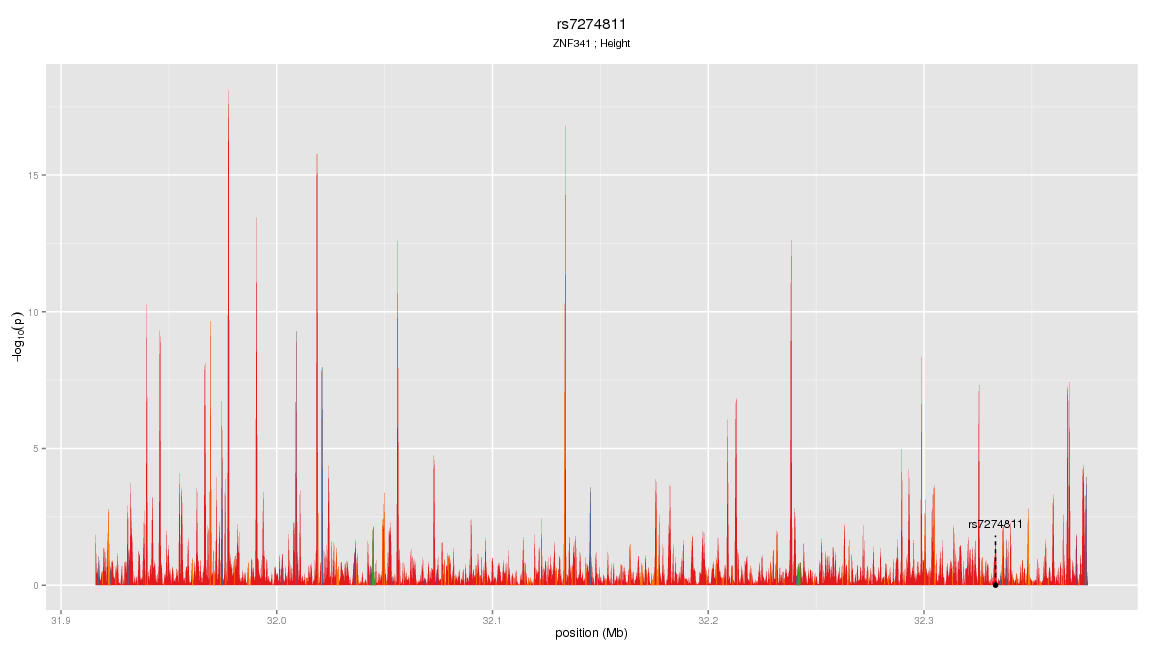 rs7274811
ZNF341 ; Height
15
10
5
0
−log10(p)
rs7274811
31.9 32.0 32.1 32.2 32.3
position (Mb)